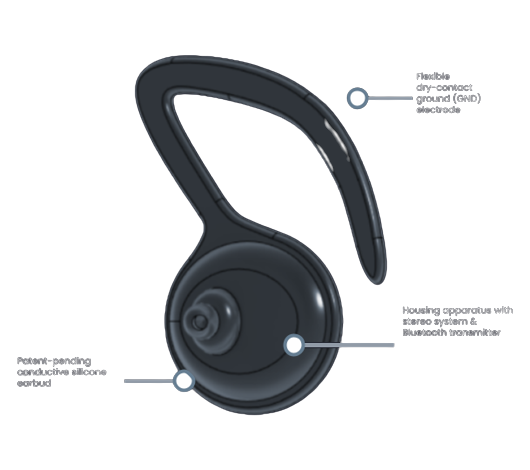 Flexible
dry-contact
ground (GND)
electrode
Housing apparatus with
stereo system &
Bluetooth transmitter
Patent-pending
conductive silicone
earbud